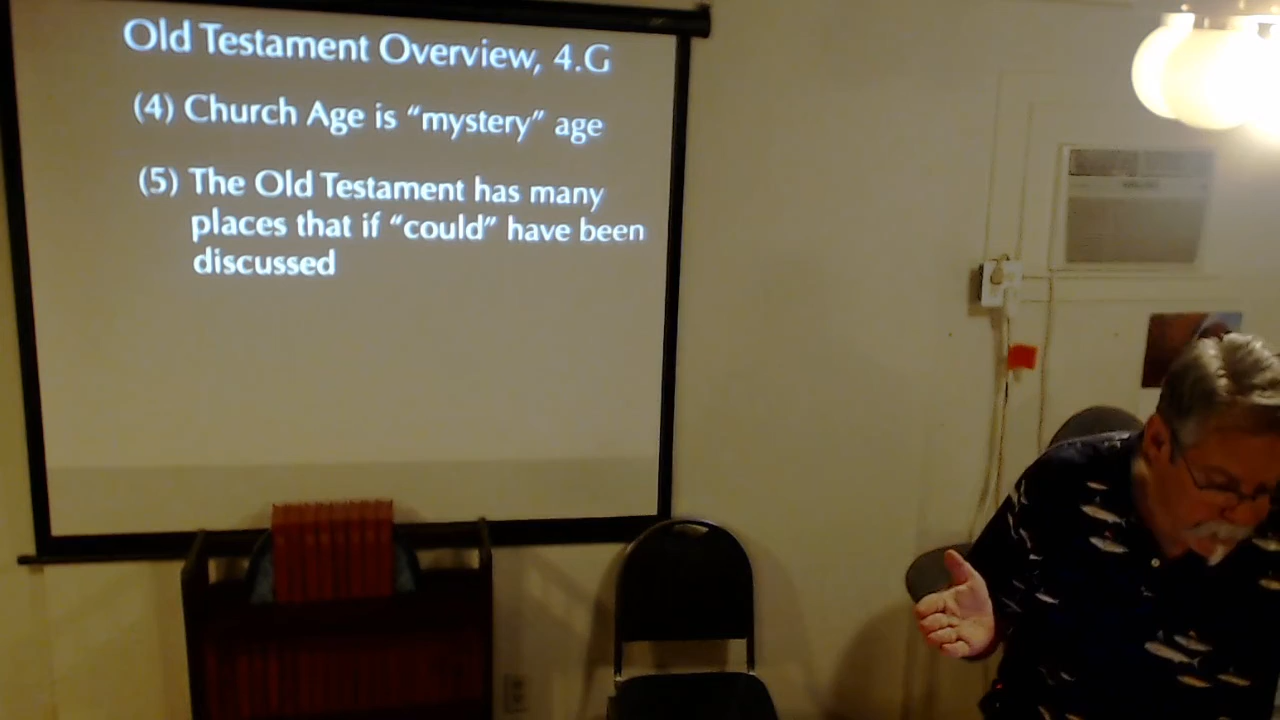 Old Testament Overview, 4.G
(4) Church Age is “mystery” age
(5) The Old Testament has many
places that if “could” have been
discussed